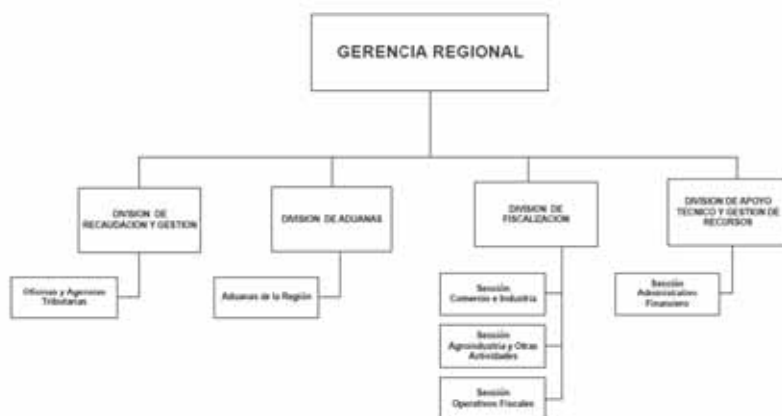 GERENCIA REGIONAL
DIVISION DE
RECAUDACION Y GESTION
DIVISION DE ADUANAS
DIVISION DE
FISCALIZACION
DIVISION DE APOYO
TECNICO Y GESTION DE
RECURSOS
Oficinas y Agencias
Tributarias
Aduanas de la Región
Sección
Comercio e Industria
Sección
Agroindustria y Otras
Actividades
Sección
Operativos Fiscales
Sección
Administrativo
Financiero